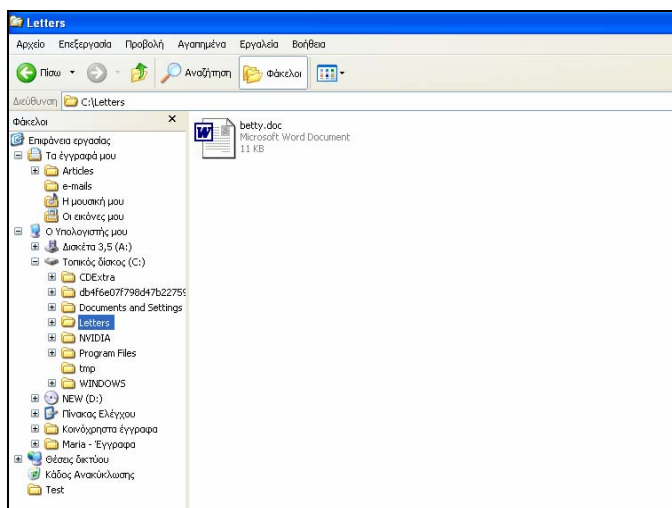 Letters
Αρχείο Επεξεργασία Προβολή Αγαπημένα Εργαλεία Βοήθεια
Πίσω Αναζήτηση Φάκελοι
Διεύθυνση C:\Letters
Φάκελοι x
betty.doc
Microsoft Word Document
11 KB
Επιφάνεια εργασίας
Τα έγγραφά μου
Articles
e-mails
Η μουσική μου
Οι εικόνες μου
Ο Υπολογιστής μου
Δισκέτα 3,5 (A:)
Τοπικός δίσκος (C:)
CDExtra
db4f6e07f798d47b22759
Documents and Settings
Letters
NVIDIA
Program Files
tmp
WINDOWS
NEW (D:)
Πίνακας Ελέγχου
Κοινόχρηστα έγγραφα
Maria - Έγγραφα
Θέσεις δικτύου
Κάδος Ανακύκλωσης
Test